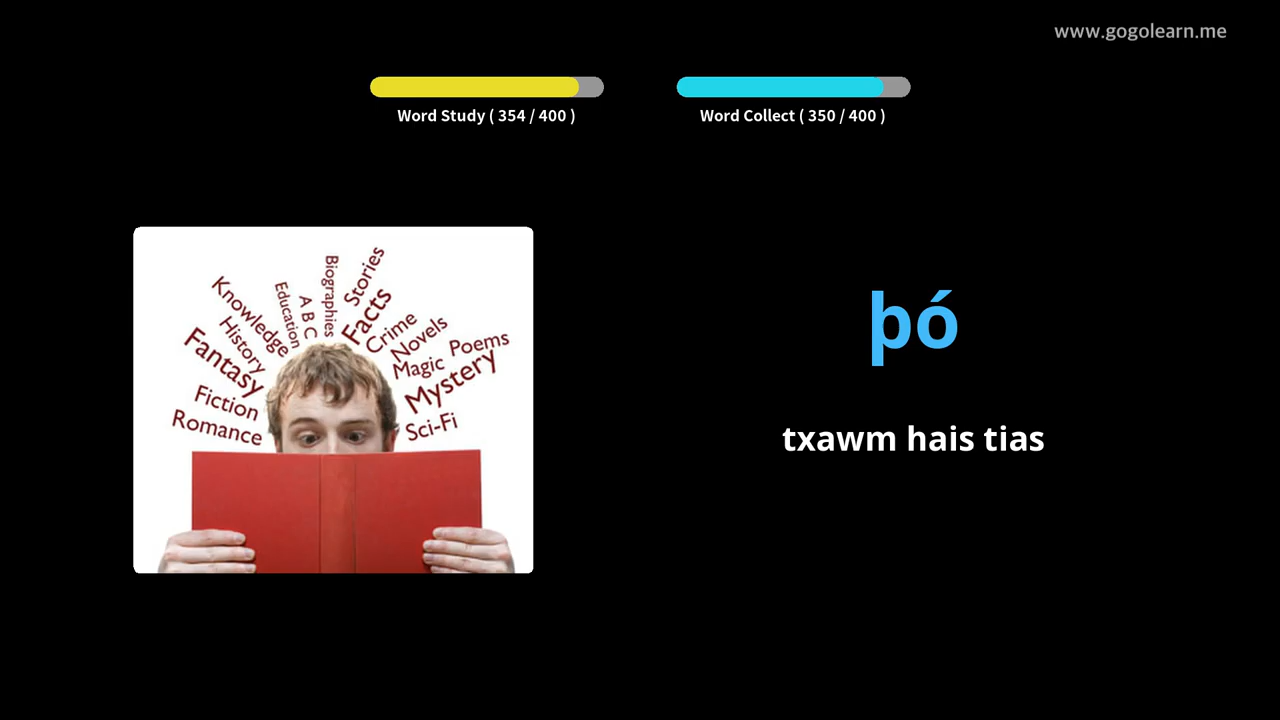 www.gogolearn.me
Word Study ( 354 / 400 )
Word Collect ( 350 / 400 )
Biographies
Stories
Education
A B C
Facts
Knowledge
Crime
History
Novels
Fantasy
Magic
Poems
Mystery
Fiction
Romance
Sci-Fi
þó
txawm hais tias